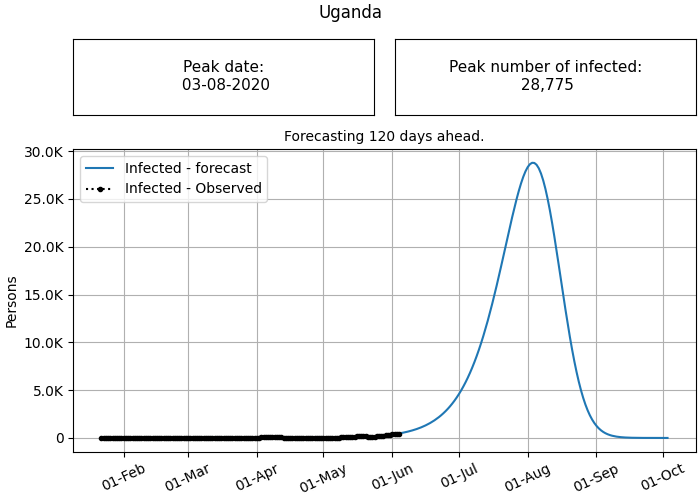 Uganda
Peak date:
03-08-2020
Peak number of infected:
28,775
Forecasting 120 days ahead.
30.0K
25.0K
20.0K
15.0K
10.0K
5.0K
0
Persons
Infected - forecast
Infected - Observed
01-Feb
01-Mar
01-Apr
01-May
01-Jun
01-Jul
01-Aug
01-Sep
01-Oct